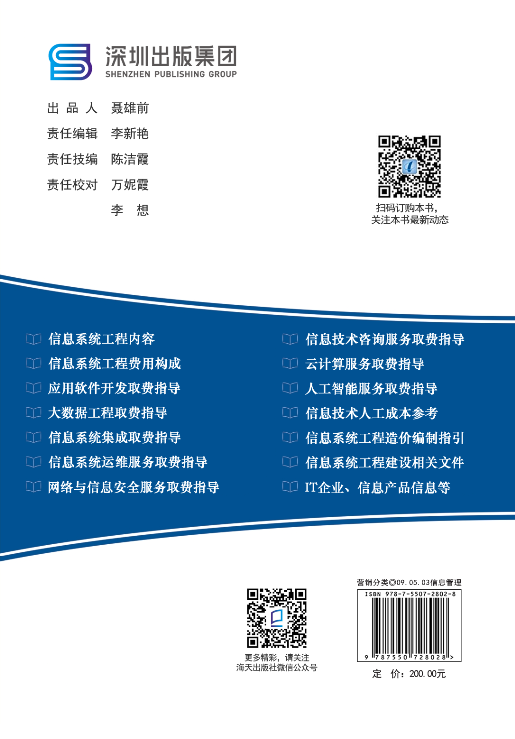 深圳出版集团
SHENZHEN PUBLISHING GROUP
出 品 人 聂雄前
责任编辑 李新艳
责任技编 陈洁霞
责任校对 万妮霞
李 想
扫码订购本书，
关注本书最新动态
信息系统工程内容
信息系统工程费用构成
应用软件开发取费指导
大数据工程取费指导
信息系统集成取费指导
信息系统运维服务取费指导
网络与信息安全服务取费指导
信息技术咨询服务取费指导
云计算服务取费指导
人工智能服务取费指导
信息技术人工成本参考
信息系统工程造价编制指引
信息系统工程建设相关文件
IT企业、信息产品信息等
更多精彩，请关注
海天出版社微信公众号
营销分类◎09.05.03信息管理
ISBN 978-7-5507-2802-8
9 787550 728028 >
定 价：200.00元